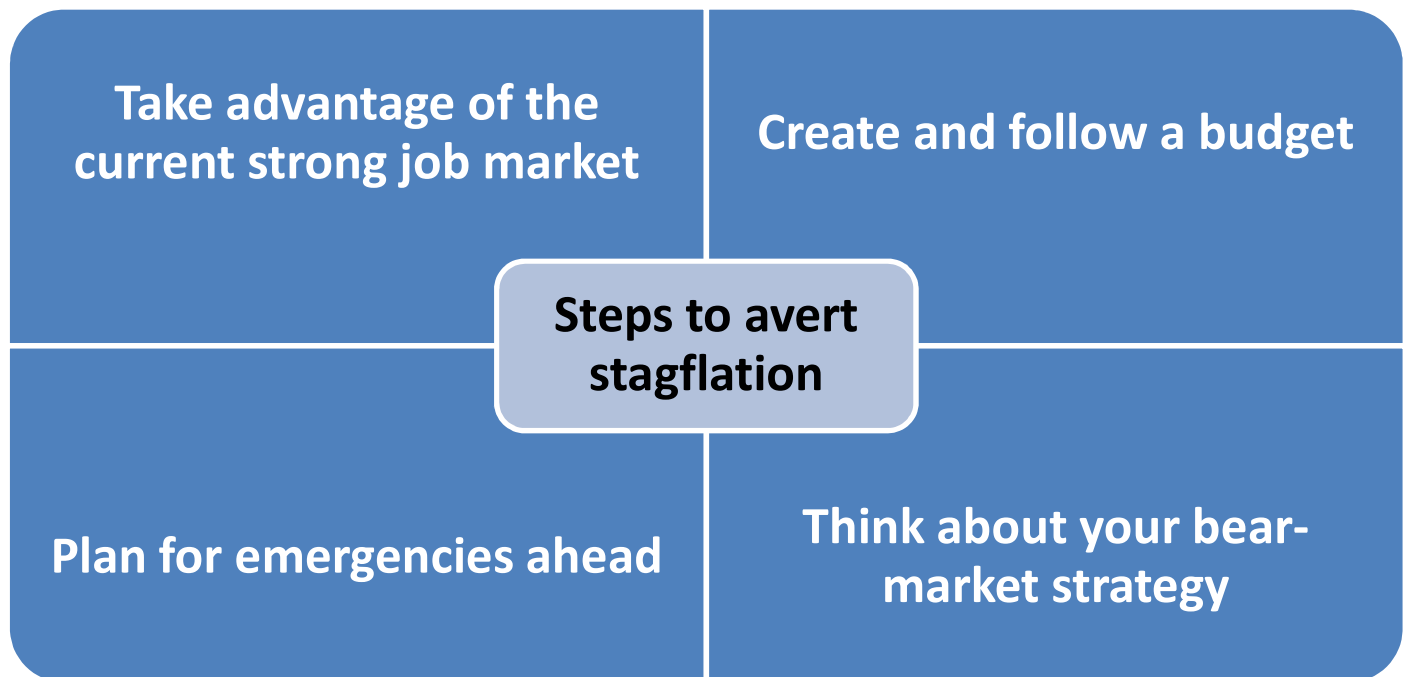 Take advantage of the
current strong job market
Create and follow a budget
Steps to avert
stagflation
Plan for emergencies ahead
Think about your bear-
market strategy